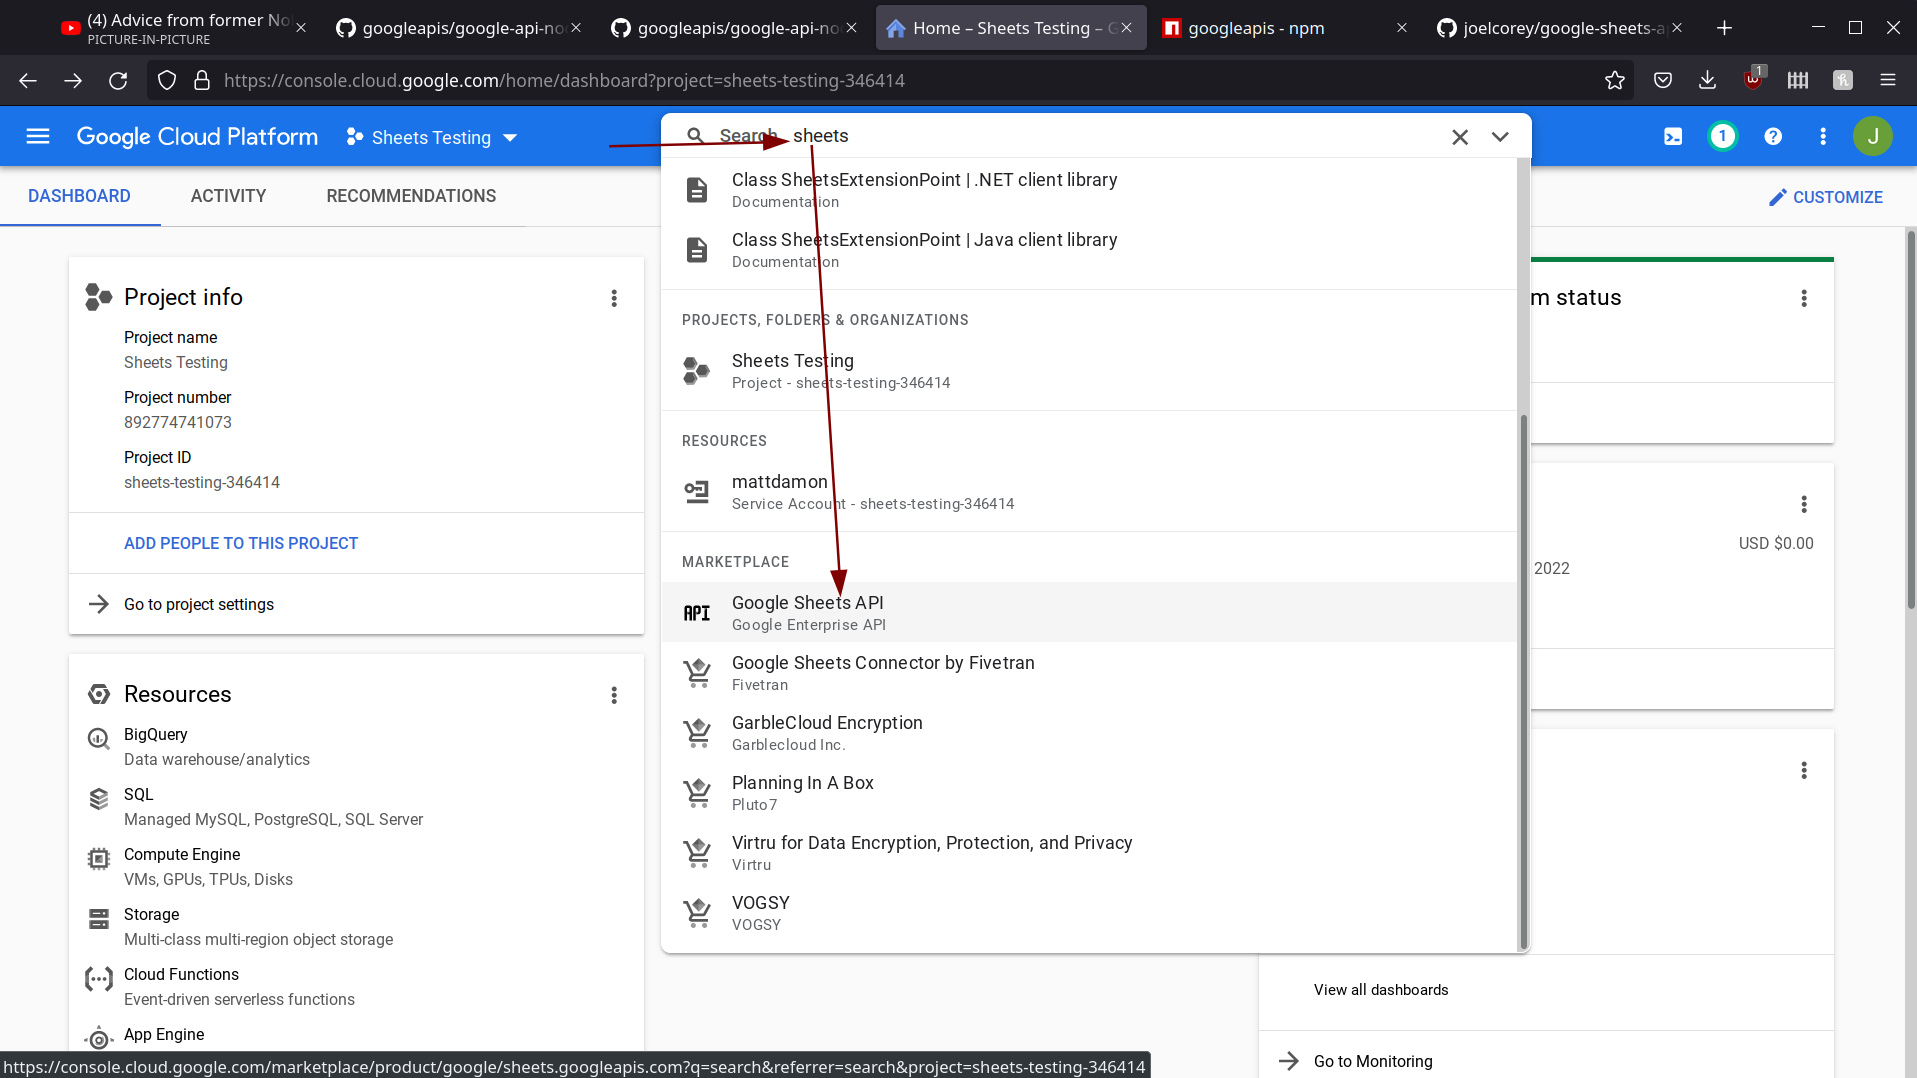 (4) Advice from former No
PICTURE-IN-PICTURE
googleapis/google-api-no
googleapis/google-api-no
Home – Sheets Testing – G
googleapis - npm
joelcorey/google-sheets-a
https://console.cloud.google.com/home/dashboard?project=sheets-testing-346414
1
Google Cloud Platform
Sheets Testing
Search sheets
1
J
DASHBOARD
ACTIVITY
RECOMMENDATIONS
CUSTOMIZE
Project info
Project name
Sheets Testing
Project number
892774741073
Project ID
sheets-testing-346414
ADD PEOPLE TO THIS PROJECT
Go to project settings
Resources
BigQuery
Data warehouse/analytics
SQL
Managed MySQL, PostgreSQL, SQL Server
Compute Engine
VMs, GPUs, TPUs, Disks
Storage
Multi-class multi-region object storage
Cloud Functions
Event-driven serverless functions
App Engine
Class SheetsExtensionPoint | .NET client library
Documentation
Class SheetsExtensionPoint | Java client library
Documentation
PROJECTS, FOLDERS & ORGANIZATIONS
Sheets Testing
Project - sheets-testing-346414
RESOURCES
mattdamon
Service Account - sheets-testing-346414
MARKETPLACE
API
Google Sheets API
Google Enterprise API
Google Sheets Connector by Fivetran
Fivetran
GarbleCloud Encryption
Garblecloud Inc.
Planning In A Box
Pluto7
Virtru for Data Encryption, Protection, and Privacy
Virtru
VOGSY
VOGSY
m status
USD $0.00
2022
View all dashboards
Go to Monitoring
https://console.cloud.google.com/marketplace/product/google/sheets.googleapis.com?q=search&referrer=search&project=sheets-testing-346414